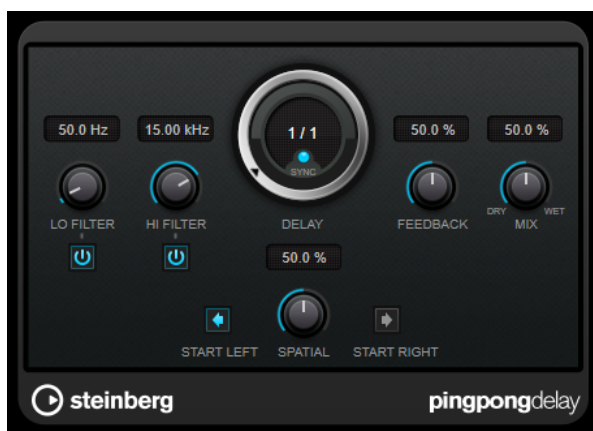 50.0 Hz
15.00 kHz
1 / 1
SYNC
50.0 %
50.0 %
LO FILTER
HI FILTER
DELAY
FEEDBACK
DRY
WET
MIX
50.0 %
START LEFT
SPATIAL
START RIGHT
steinberg
pingpongdelay